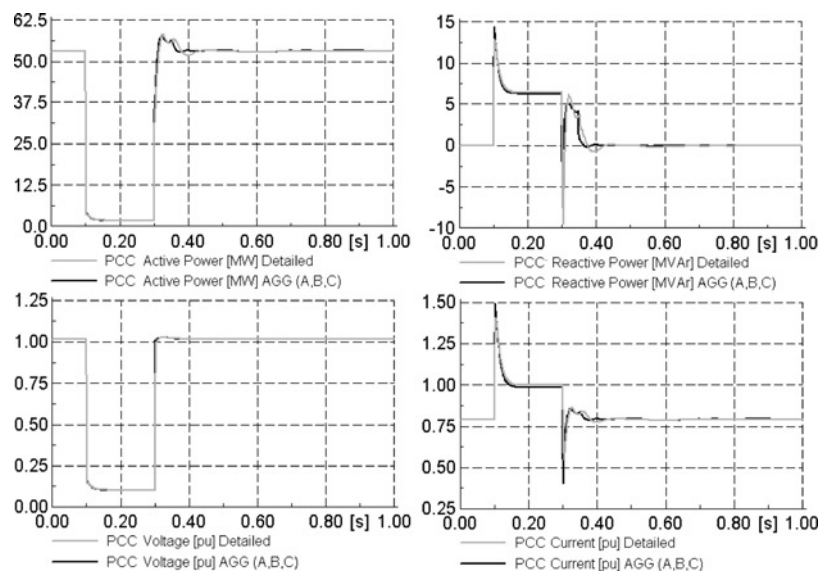 62.5
50.0
37.5
25.0
12.5
0.0
0.00 0.20 0.40 0.60 0.80 [s] 1.00
PCC Active Power [MW] Detailed
PCC Active Power [MW] AGG (A,B,C)
15
10
5
0
-5
-10
0.00 0.20 0.40 0.60 0.80 [s] 1.00
PCC Reactive Power [MVAr] Detailed
PCC Reactive Power [MVAr] AGG (A,B,C)
1.25
1.00
0.75
0.50
0.25
0.00
0.00 0.20 0.40 0.60 0.80 [s] 1.00
PCC Voltage [pu] Detailed
PCC Voltage [pu] AGG (A,B,C)
1.50
1.25
1.00
0.75
0.50
0.25
0.00 0.20 0.40 0.60 0.80 [s] 1.00
PCC Current [pu] Detailed
PCC Current [pu] AGG (A,B,C)